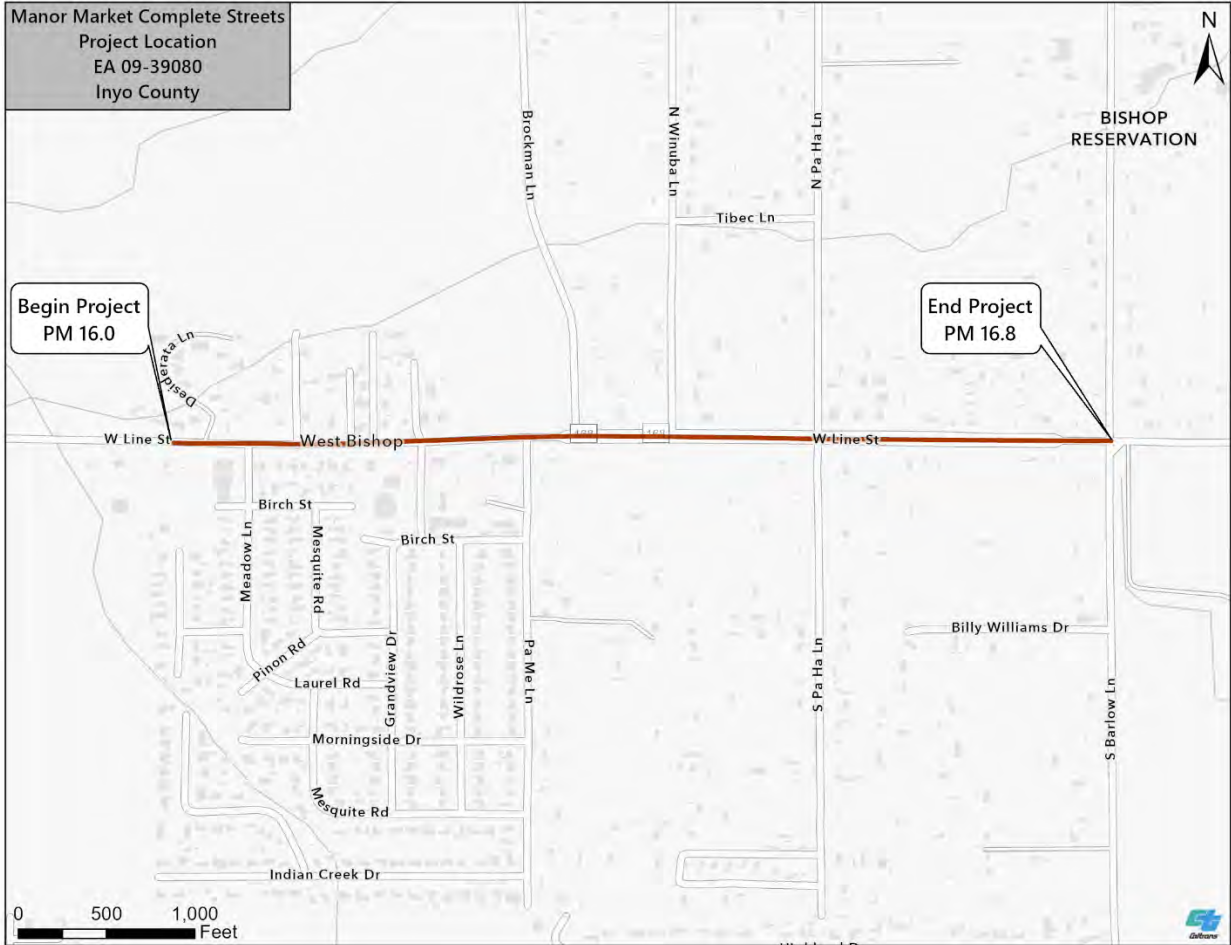 Manor Market Complete Streets
Project Location
EA 09-39080
Inyo County
N
BISHOP
RESERVATION
Brockman Ln
N Winuba Ln
N Pa Ha Ln
Tibec Ln
Begin Project
PM 16.0
End Project
PM 16.8
Desiderata Ln
W Line St
West Bishop
168
168
W Line St
Birch St
Meadow Ln
Mesquite Rd
Birch St
Pinon Rd
Laurel Rd
Grandview Dr
Wildrose Ln
Pa Me Ln
S Pa Ha Ln
Billy Williams Dr
S Barlow Ln
Morningside Dr
Mesquite Rd
Indian Creek Dr
0 500 1,000
Feet
Caltrans